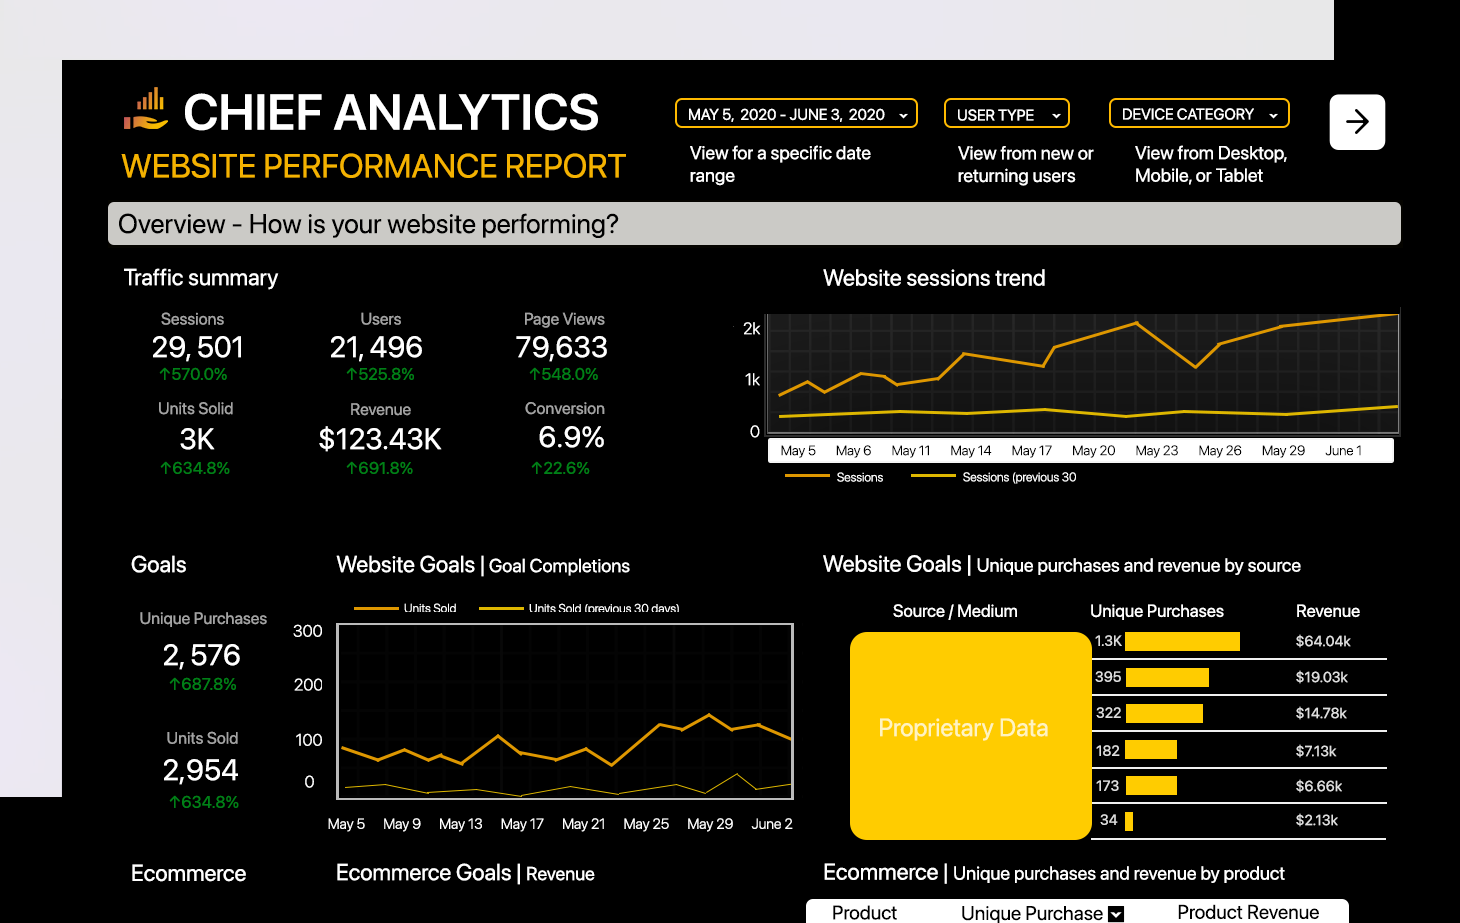 CHIEF ANALYTICS
WEBSITE PERFORMANCE REPORT
MAY 5, 2020 - JUNE 3, 2020
USER TYPE
DEVICE CATEGORY
View for a specific date
range
View from new or
returning users
View from Desktop,
Mobile, or Tablet
Overview - How is your website performing?
Traffic summary
Sessions
29, 501
↑570.0%
Users
21, 496
↑525.8%
Page Views
79,633
↑548.0%
Units Solid
3K
↑634.8%
Revenue
$123.43K
↑691.8%
Conversion
6.9%
↑22.6%
Website sessions trend
2k
1k
0
May 5 May 6 May 11 May 14 May 17 May 20 May 23 May 26 May 29 June 1
Sessions Sessions (previous 30
Goals
Unique Purchases
2, 576
↑687.8%
Units Sold
2,954
↑634.8%
Website Goals | Goal Completions
Units Sold Units Sold (previous 30 days)
300
200
100
0
May 5 May 9 May 13 May 17 May 21 May 25 May 29 June 2
Website Goals | Unique purchases and revenue by source
Source / Medium Unique Purchases Revenue
Proprietary Data
1.3K $64.04k
395 $19.03k
322 $14.78k
182 $7.13k
173 $6.66k
34 $2.13k
Ecommerce
Ecommerce Goals | Revenue
Ecommerce | Unique purchases and revenue by product
Product Unique Purchase Product Revenue